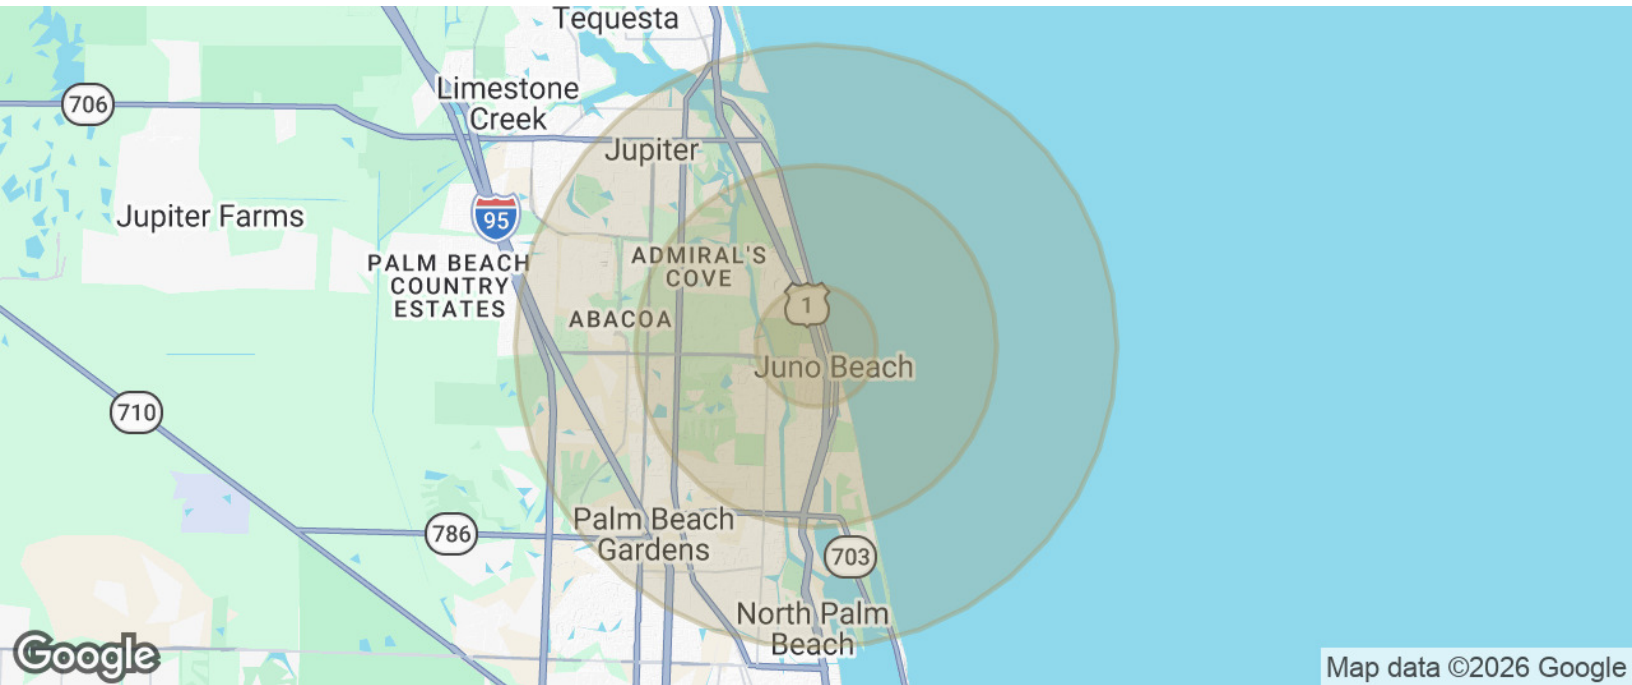 Tequesta
Limestone
Creek
706
Jupiter
Jupiter Farms
95
PALM BEACH
COUNTRY
ESTATES
ADMIRAL'S
COVE
1
ABACOA
Juno Beach
710
Palm Beach
Gardens
786
703
North Palm
Beach
Google
Map data ©2026 Google